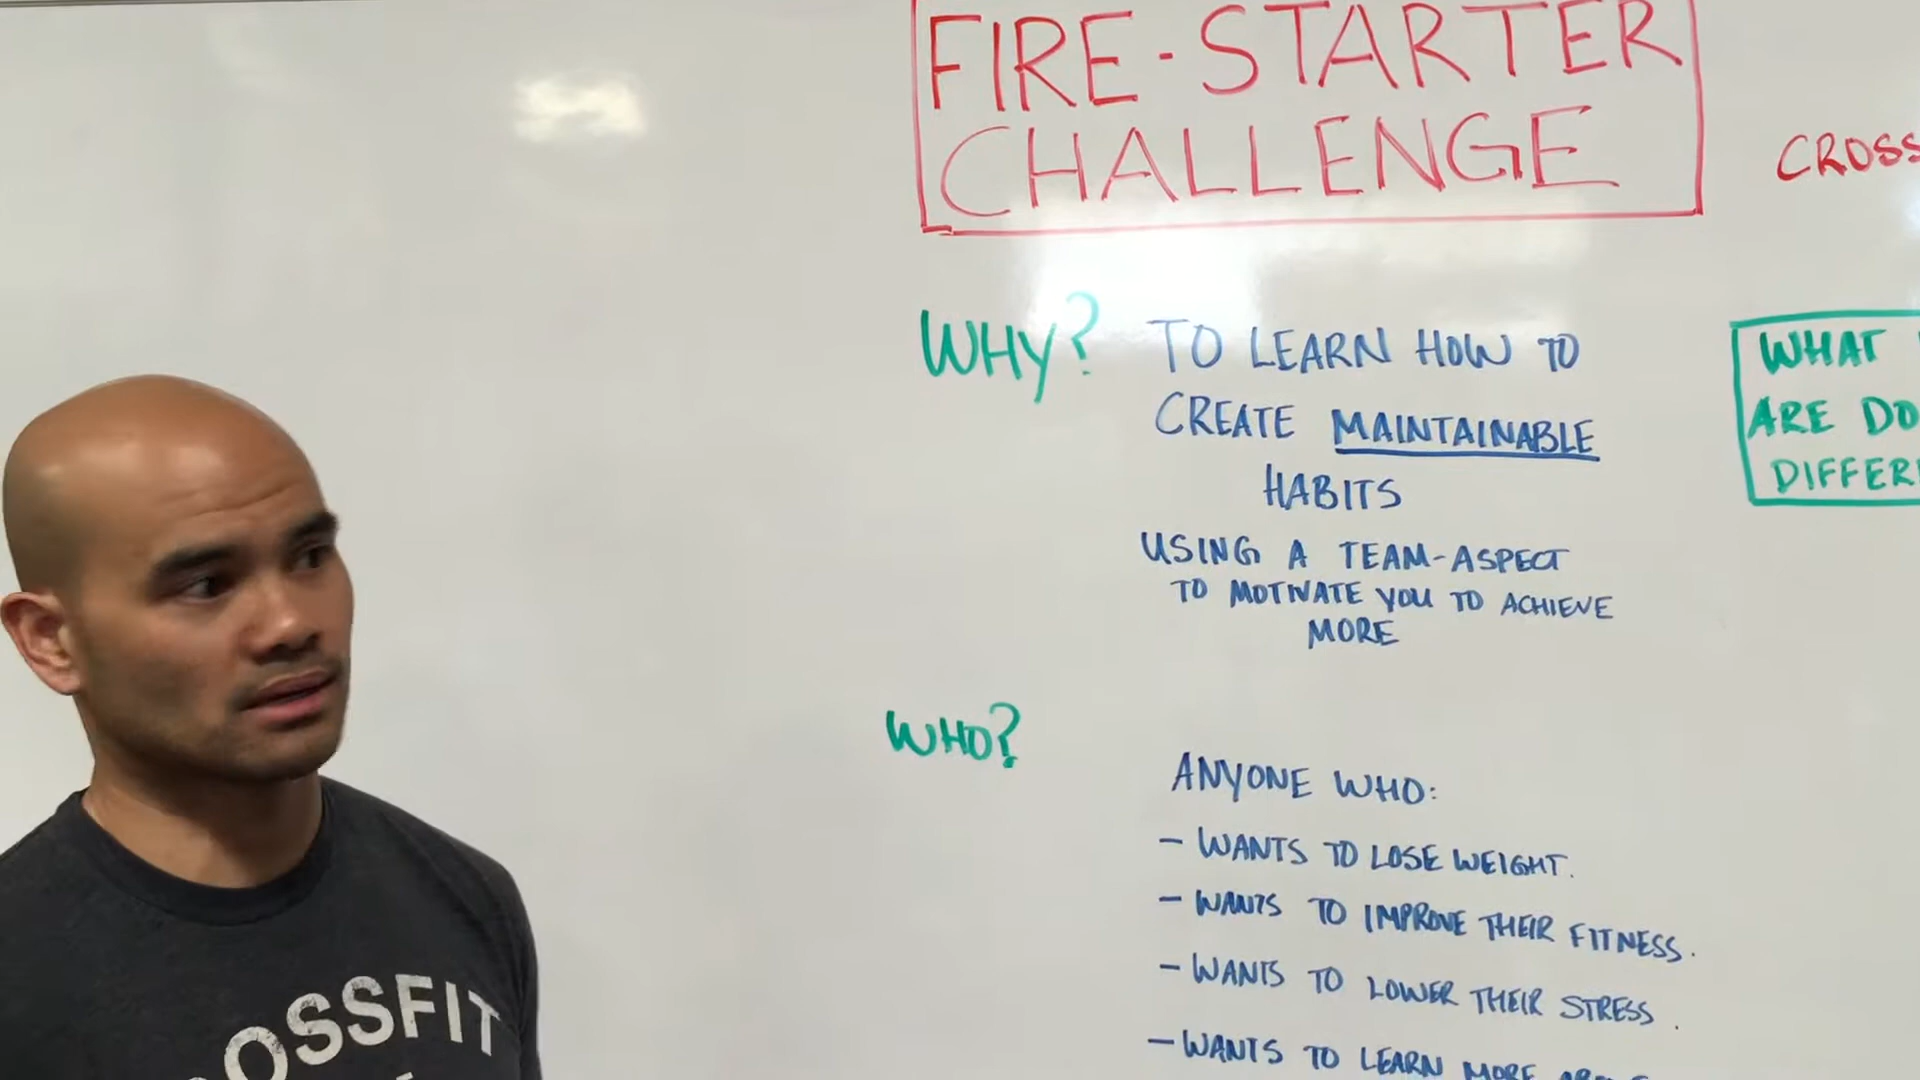 FIRE-STARTER
CHALLENGE
CROSS
WHY? TO LEARN HOW TO
CREATE MAINTAINABLE
HABITS
USING A TEAM-ASPECT
TO MOTIVATE YOU TO ACHIEVE
MORE
WHAT
ARE DO
DIFFER
WHO?
ANYONE WHO:
- WANTS TO LOSE WEIGHT.
- WANTS TO IMPROVE THEIR FITNESS.
- WANTS TO LOWER THEIR STRESS.
- WANTS TO LEARN MORE
OSSFIT